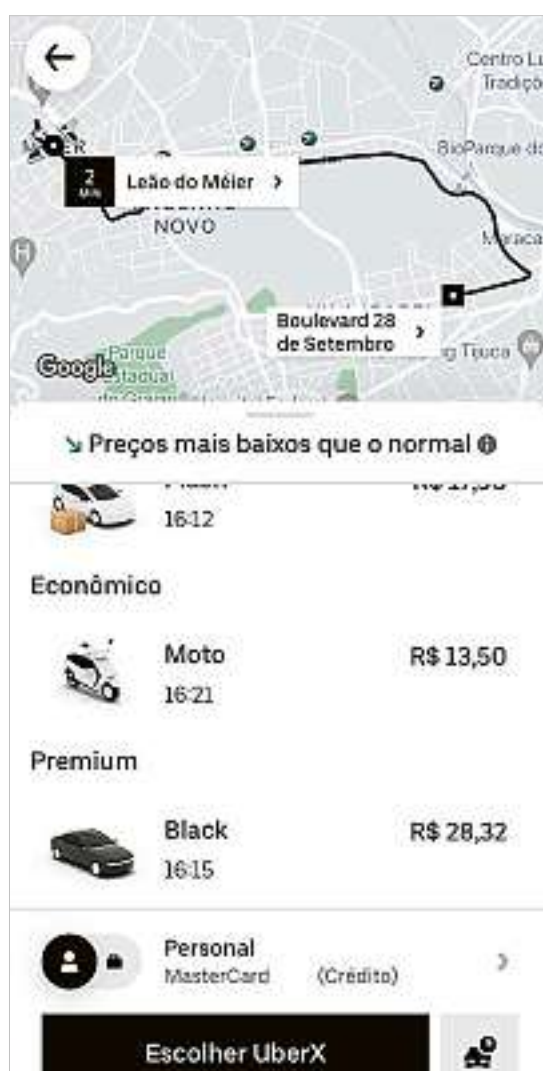 Centro Lu
Tradiçõ
BioParque do
2
MIN
Leão do Méier
NOVO
Maraca
Boulevard 28
de Setembro
g Tijuca
Parque
Estadual
Google
Preços mais baixos que o normal
16:12
Econômico
Moto
R$ 13,50
16:21
Premium
Black
R$ 28,32
16:15
Personal
MasterCard (Crédito)
Escolher UberX